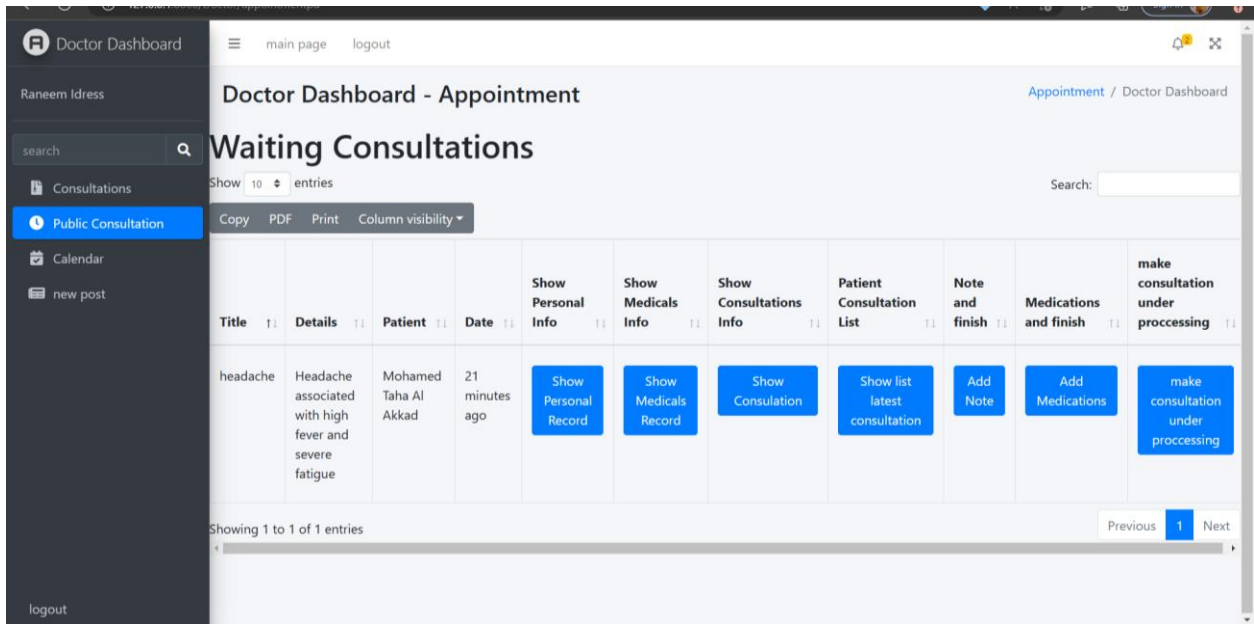 Doctor Dashboard
main page logout
2
Raneem Idress
Doctor Dashboard - Appointment
Appointment / Doctor Dashboard
search
Waiting Consultations
Consultations
Show 10 entries
Search:
Public Consultation
Copy PDF Print Column visibility
Calendar
new post
Title
Details
Patient
Date
Show
Personal
Info
Show
Medicals
Info
Show
Consultations
Info
Patient
Consultation
List
Note
and
finish
Medications
and finish
make
consultation
under
proccessing
headache
Headache
associated
with high
fever and
severe
fatigue
Mohamed
Taha Al
Akkad
21
minutes
ago
Show
Personal
Record
Show
Medicals
Record
Show
Consulation
Show list
latest
consultation
Add
Note
Add
Medications
make
consultation
under
proccessing
Showing 1 to 1 of 1 entries
Previous 1 Next
logout